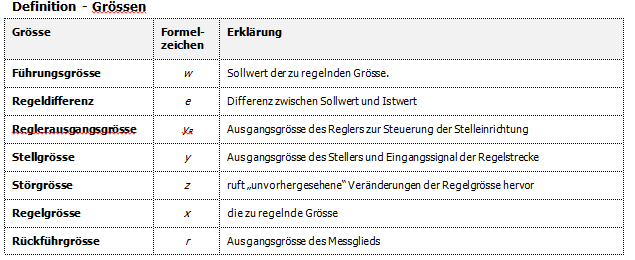 Definition - Grössen
Grösse Formel-zeichen Erklärung
Führungsgrösse w Sollwert der zu regelnden Grösse.
Regeldifferenz e Differenz zwischen Sollwert und Istwert
Reglerausgangsgrösse yR Ausgangsgrösse des Reglers zur Steuerung der Stelleinrichtung
Stellgrösse y Ausgangsgrösse des Stellers und Eingangssignal der Regelstrecke
Störgrösse z ruft „unvorhergesehene“ Veränderungen der Regelgrösse hervor
Regelgrösse x die zu regelnde Grösse
Rückführgrösse r Ausgangsgrösse des Messglieds